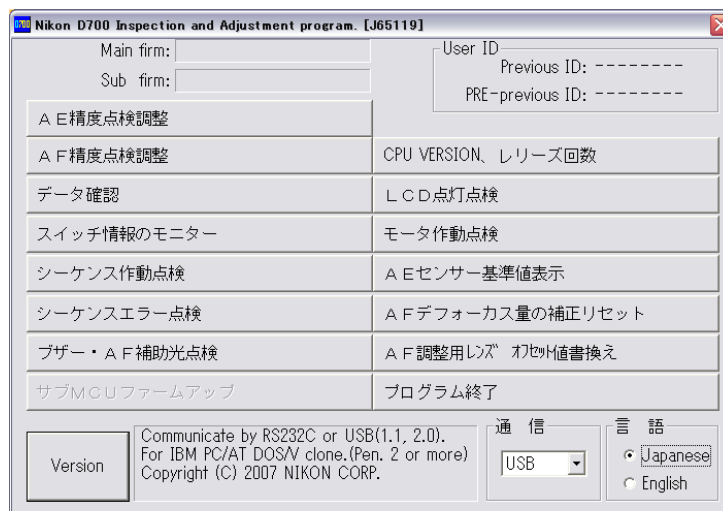 Nikon D700 Inspection and Adjustment program. [J65119]
Main firm:
Sub firm:
User ID
Previous ID: --------
PRE-previous ID: --------
ＡＥ精度点検調整
ＡＦ精度点検調整
CPU VERSION、レリーズ回数
データ確認
ＬＣＤ点灯点検
スイッチ情報のモニター
モータ作動点検
シーケンス作動点検
ＡＥセンサー基準値表示
シーケンスエラー点検
ＡＦデフォーカス量の補正リセット
ブザー・ＡＦ補助光点検
ＡＦ調整用ﾚﾝｽﾞ ｵﾌｾｯﾄ値書換え
サブＭＣＵファームアップ
プログラム終了
Version
Communicate by RS232C or USB(1.1, 2.0).
For IBM PC/AT DOS/V clone.(Pen. 2 or more)
Copyright (C) 2007 NIKON CORP.
通 信
USB
言 語
Japanese
English